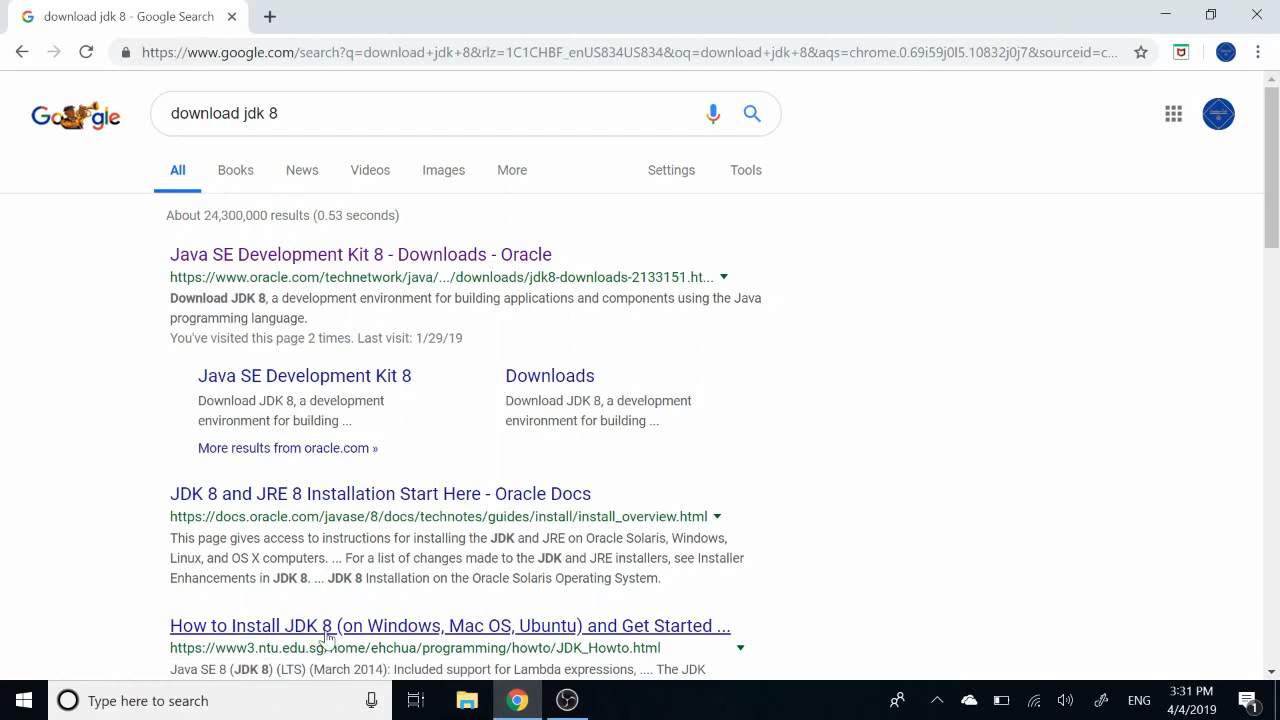 download jdk 8 - Google Search
https://www.google.com/search?q=download+jdk+8&rlz=1C1CHBF_enUS834US834&oq=download+jdk+8&aqs=chrome.0.69i59j0l5.10832j0j7&sourceid=c...
Google
download jdk 8
All Books News Videos Images More Settings Tools
About 24,300,000 results (0.53 seconds)
Java SE Development Kit 8 - Downloads - Oracle
https://www.oracle.com/technetwork/java/.../downloads/jdk8-downloads-2133151.ht...
Download JDK 8, a development environment for building applications and components using the Java
programming language.
You've visited this page 2 times. Last visit: 1/29/19
Java SE Development Kit 8 Downloads
Download JDK 8, a development Download JDK 8, a development
environment for building ... environment for building ...
More results from oracle.com »
JDK 8 and JRE 8 Installation Start Here - Oracle Docs
https://docs.oracle.com/javase/8/docs/technotes/guides/install/install_overview.html
This page gives access to instructions for installing the JDK and JRE on Oracle Solaris, Windows,
Linux, and OS X computers. ... For a list of changes made to the JDK and JRE installers, see Installer
Enhancements in JDK 8. ... JDK 8 Installation on the Oracle Solaris Operating System.
How to Install JDK 8 (on Windows, Mac OS, Ubuntu) and Get Started ...
https://www3.ntu.edu.sg/home/ehchua/programming/howto/JDK_Howto.html
Java SE 8 (JDK 8) (LTS) (March 2014): Included support for Lambda expressions, .... The JDK
Type here to search
ENG
3:31 PM
4/4/2019
1